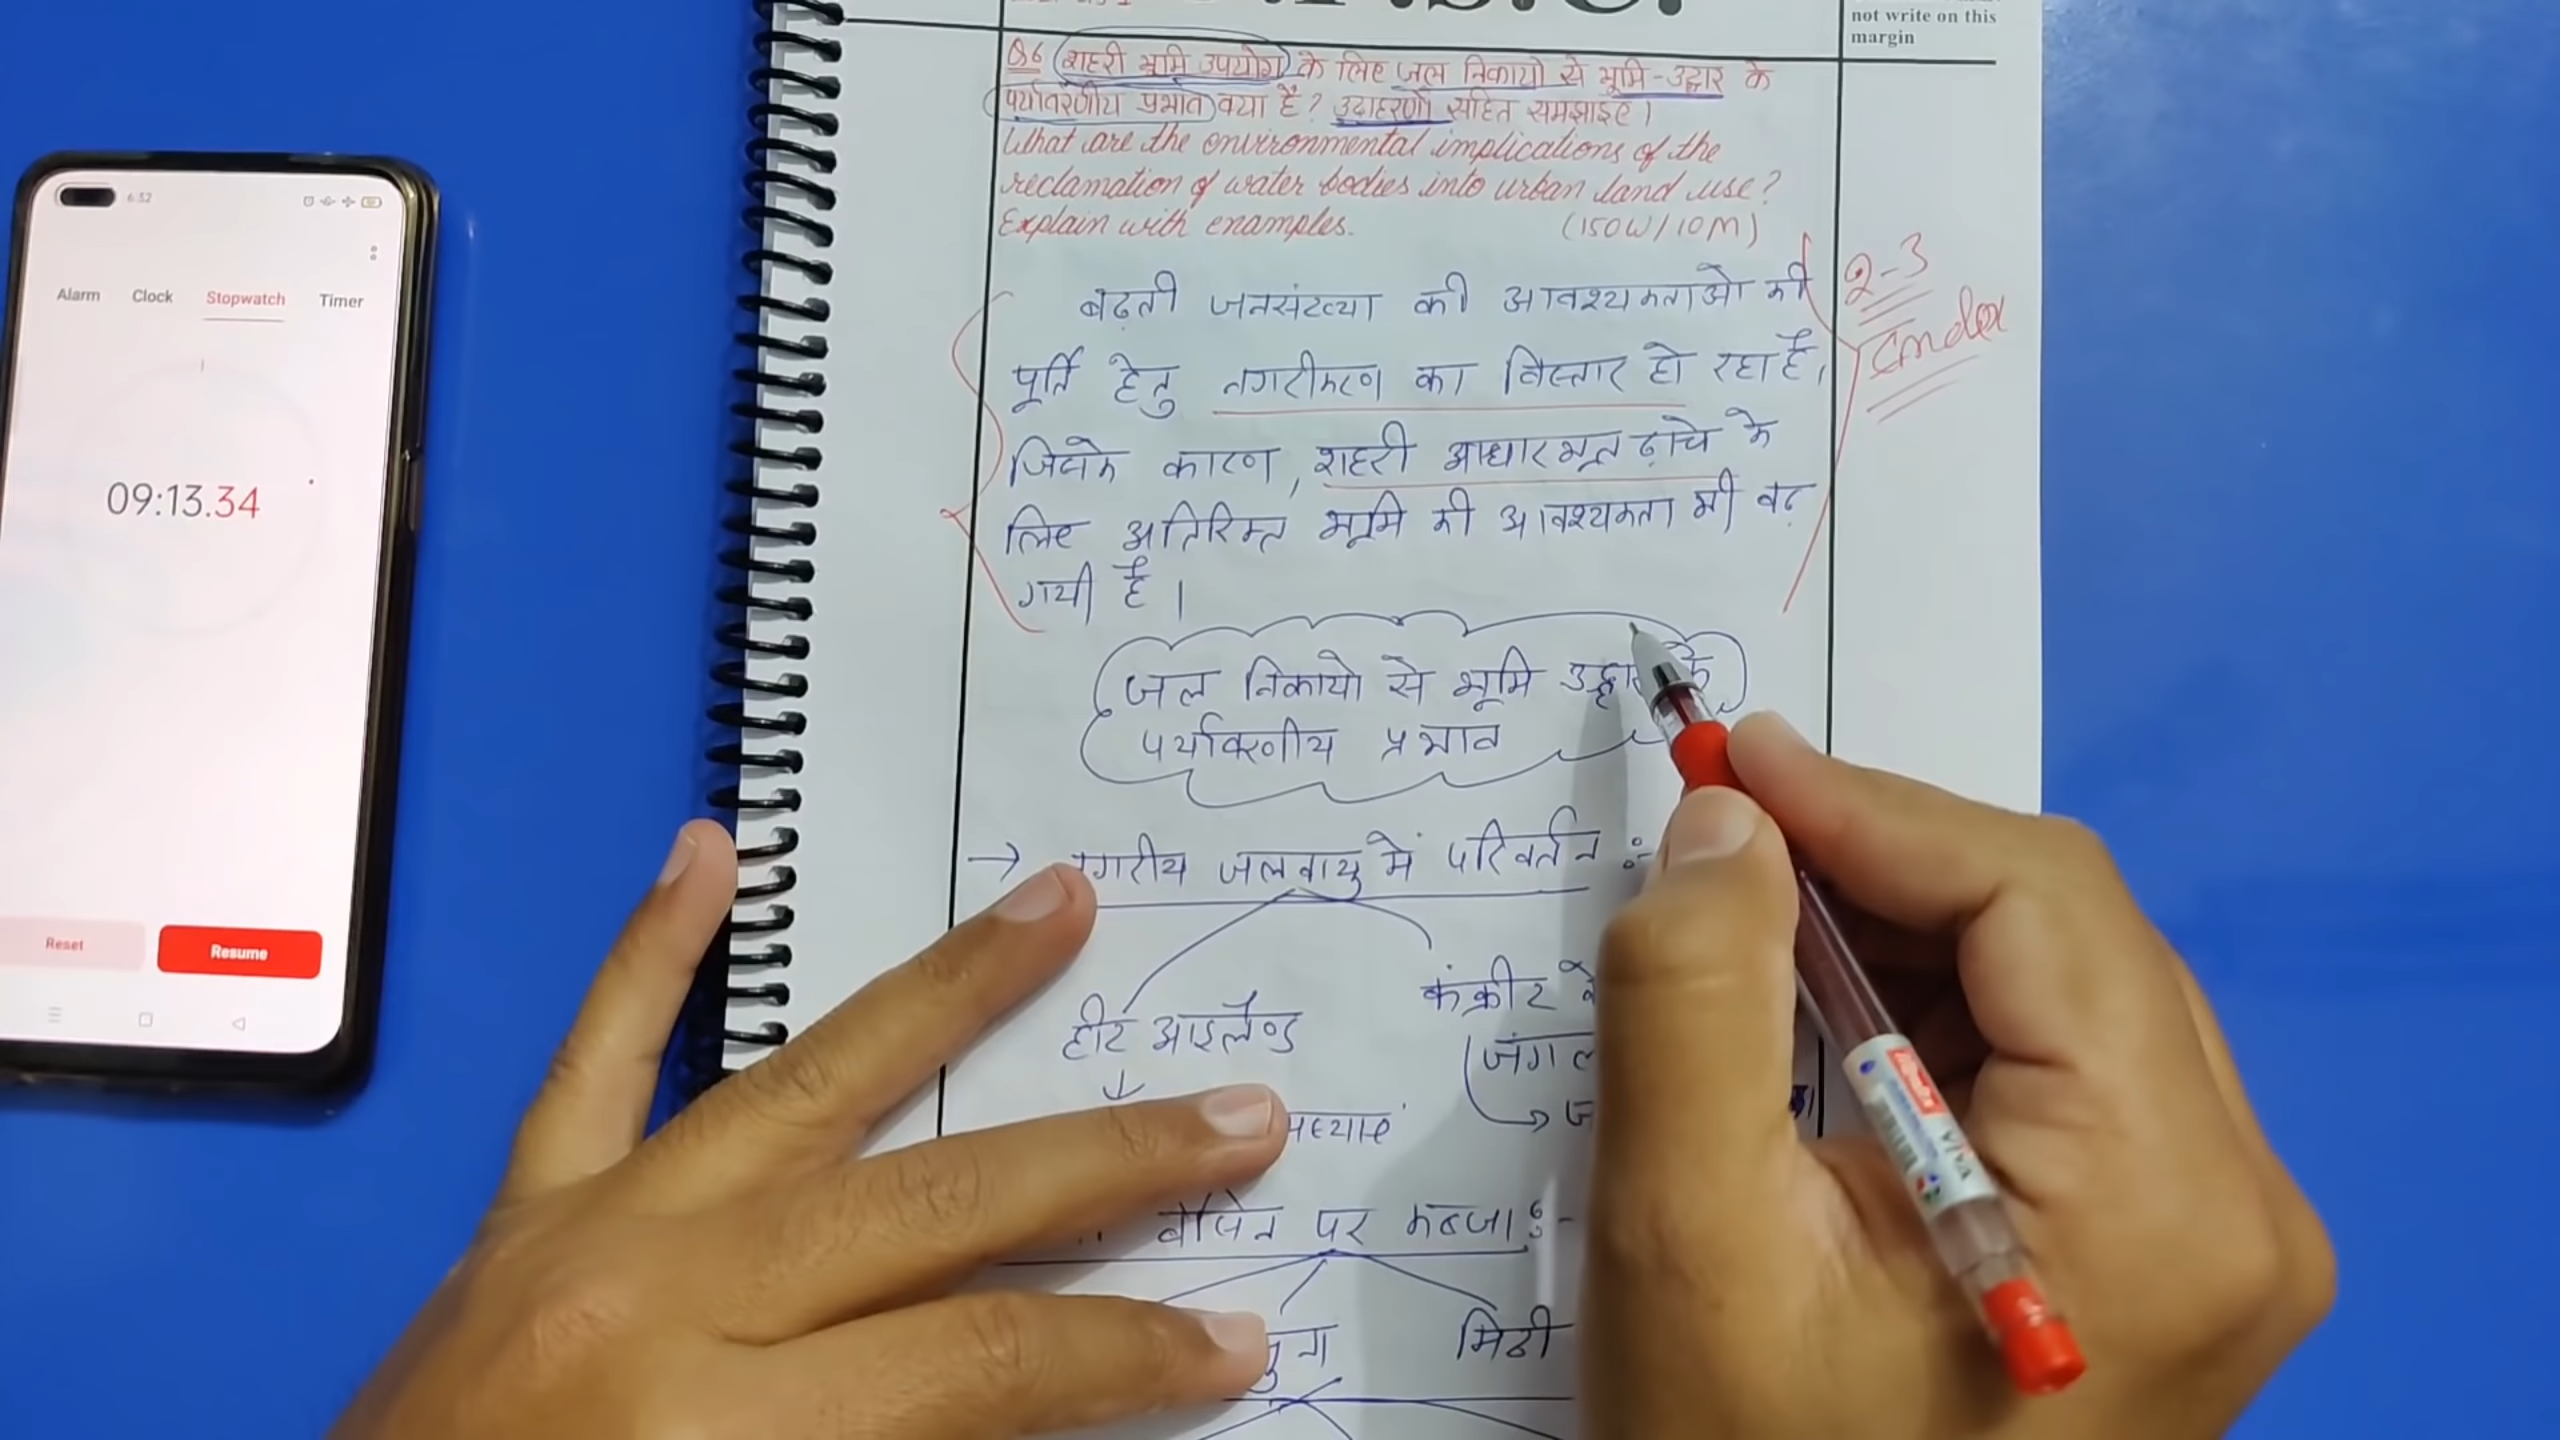 not write on this
margin
Q6 शहरी भूमि उपयोग के लिए जल निकायो से भूमि-उद्धार के
पर्यावरणीय प्रभाव क्या हैं? उदाहरणों सहित समझाइए।
What are the environmental implications of the
reclamation of water bodies into urban land use?
Explain with enamples. (150W/10M)
बढ़ती जनसंख्या की आवश्यकताओ की
2-3
पूर्ति हेतु नगरीकरण का विस्तार हो रहा है,
जिसके कारण, शहरी आधारभूत ढ़ांचे के
लिए अतिरिक्त भूमि की आवश्यकता भी बढ़
गयी है।
जल निकायो से भूमि उद्धार के
पर्यावरणीय प्रभाव
→ नगरीय जलवायु में परिवर्तन :-
हीट आइलैण्ड
कंक्रीट
जंगल
बेसिन पर कब्जा :-
मिठी
6:32
Alarm Clock Stopwatch Timer
09:13.34
Reset Resume